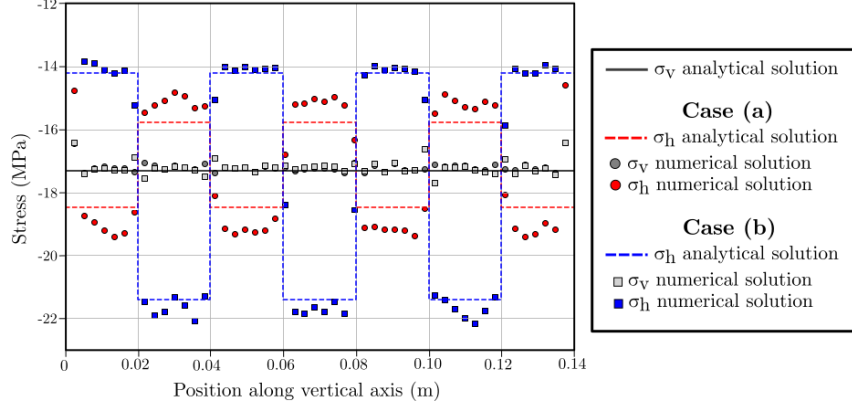 -12
-14
-16
-18
-20
-22
Stress (MPa)
0
0.02
0.04
0.06
0.08
0.10
0.12
0.14
Position along vertical axis (m)
σv analytical solution
Case (a)
σh analytical solution
σv numerical solution
σh numerical solution
Case (b)
σh analytical solution
σv numerical solution
σh numerical solution